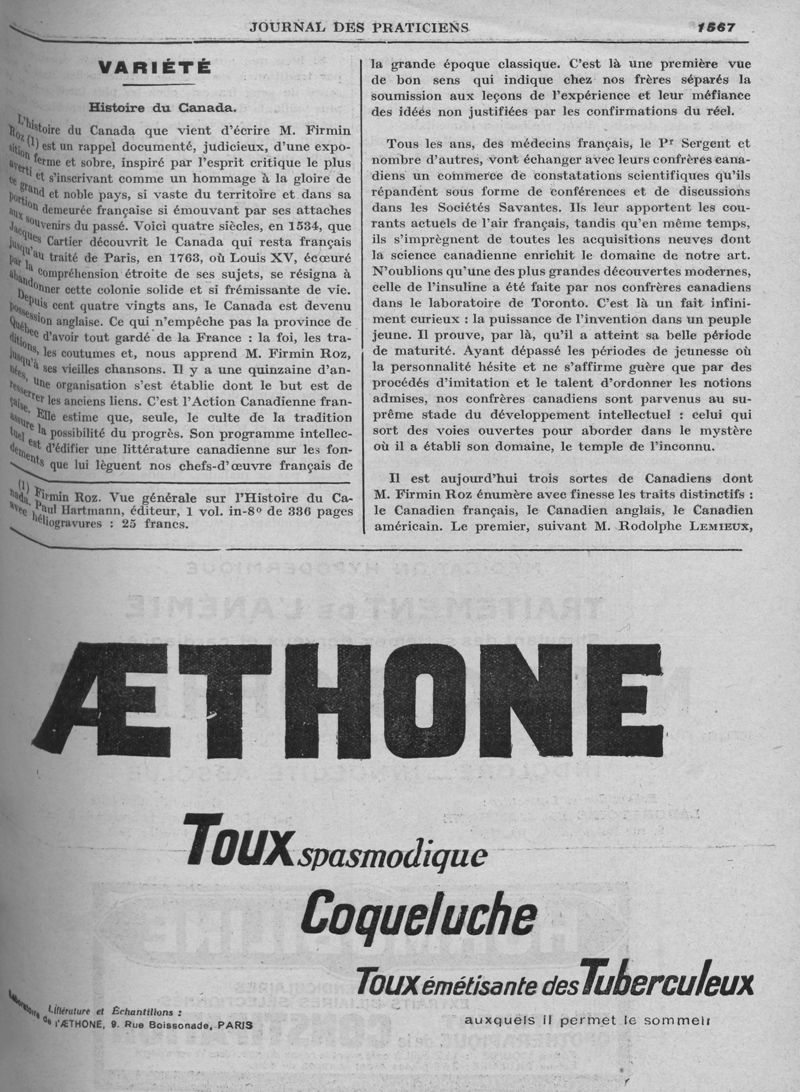 JOURNAL DES PRATICIENS 1567
VARIÉTÉ
Histoire du Canada.
L'histoire du Canada que vient d'écrire M. Firmin
Roz (1) est un rappel documenté, judicieux, d'une expo-
sition ferme et sobre, inspiré par l'esprit critique le plus
averti et s'inscrivant comme un hommage à la gloire de
ce grand et noble pays, si vaste du territoire et dans sa
portion demeurée française si émouvant par ses attaches
aux souvenirs du passé. Voici quatre siècles, en 1534, que
Jacques Cartier découvrit le Canada qui resta français
jusqu'au traité de Paris, en 1763, où Louis XV, écœuré
par la compréhension étroite de ses sujets, se résigna à
abandonner cette colonie solide et si frémissante de vie.
Depuis cent quatre vingts ans, le Canada est devenu
possession anglaise. Ce qui n'empêche pas la province de
Québec d'avoir tout gardé de la France : la foi, les tra-
ditions, les coutumes et, nous apprend M. Firmin Roz,
jusqu'à ses vieilles chansons. Il y a une quinzaine d'an-
nées, une organisation s'est établie dont le but est de
resserrer les anciens liens. C'est l'Action Canadienne fran-
çaise. Elle estime que, seule, le culte de la tradition
assure la possibilité du progrès. Son programme intellec-
tuel est d'édifier une littérature canadienne sur les fon-
dements que lui lèguent nos chefs-d'œuvre français de
(1) Firmin Roz. Vue générale sur l'Histoire du Ca-
nada, Paul Hartmann, éditeur, 1 vol. in-8º de 336 pages
avec héliogravures : 25 francs.
la grande époque classique. C'est là une première vue
de bon sens qui indique chez nos frères séparés la
soumission aux leçons de l'expérience et leur méfiance
des idées non justifiées par les confirmations du réel.
Tous les ans, des médecins français, le Pr Sergent et
nombre d'autres, vont échanger avec leurs confrères cana-
diens un commerce de constatations scientifiques qu'ils
répandent sous forme de conférences et de discussions
dans les Sociétés Savantes. Ils leur apportent les cou-
rants actuels de l'air français, tandis qu'en même temps,
ils s'imprègnent de toutes les acquisitions neuves dont
la science canadienne enrichit le domaine de notre art.
N'oublions qu'une des plus grandes découvertes modernes,
celle de l'insuline a été faite par nos confrères canadiens
dans le laboratoire de Toronto. C'est là un fait infini-
ment curieux : la puissance de l'invention dans un peuple
jeune. Il prouve, par là, qu'il a atteint sa belle période
de maturité. Ayant dépassé les périodes de jeunesse où
la personnalité hésite et ne s'affirme guère que par des
procédés d'imitation et le talent d'ordonner les notions
admises, nos confrères canadiens sont parvenus au su-
prême stade du développement intellectuel : celui qui
sort des voies ouvertes pour aborder dans le mystère
où il a établi son domaine, le temple de l'inconnu.
Il est aujourd'hui trois sortes de Canadiens dont
M. Firmin Roz énumère avec finesse les traits distinctifs :
le Canadien français, le Canadien anglais, le Canadien
américain. Le premier, suivant M. Rodolphe LEMIEUX,
ÆTHONE
Toux spasmodique
Coqueluche
Toux émétisante des Tuberculeux
auxquels il permet le sommeil
Littérature et Échantillons :
Laboratoire de l'ÆTHONE, 9, Rue Boissonade, PARIS